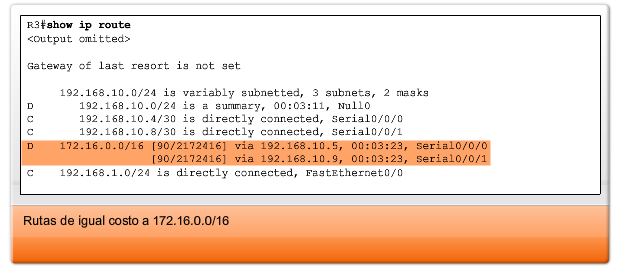 R3#show ip route
<Output omitted>
Gateway of last resort is not set
192.168.10.0/24 is variably subnetted, 3 subnets, 2 masks
D 192.168.10.0/24 is a summary, 00:03:11, Null0
C 192.168.10.4/30 is directly connected, Serial0/0/0
C 192.168.10.8/30 is directly connected, Serial0/0/1
D 172.16.0.0/16 [90/2172416] via 192.168.10.5, 00:03:23, Serial0/0/0
[90/2172416] via 192.168.10.9, 00:03:23, Serial0/0/1
C 192.168.1.0/24 is directly connected, FastEthernet0/0
Rutas de igual costo a 172.16.0.0/16